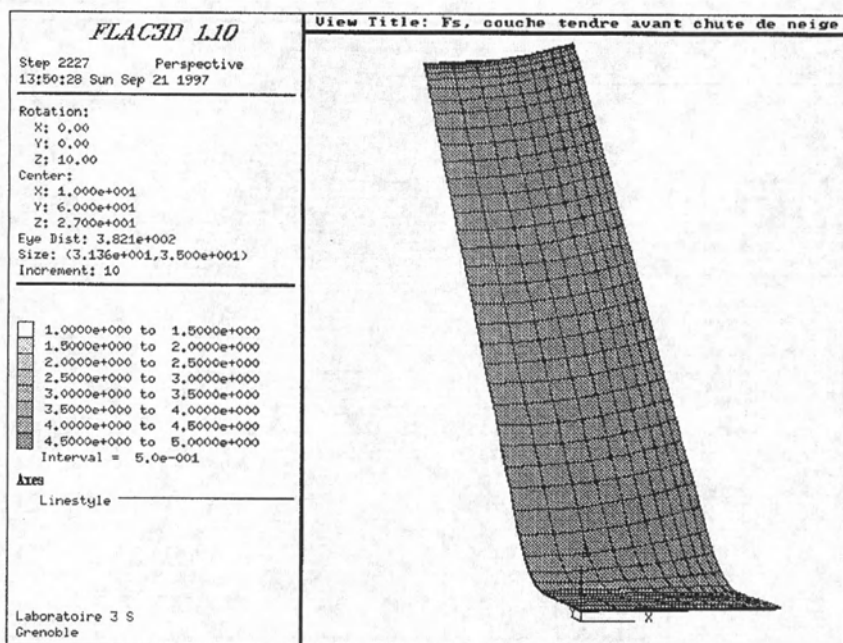 FLAC3D 1.10
Step 2227 Perspective
13:50:28 Sun Sep 21 1997
Rotation:
X: 0.00
Y: 0.00
Z: 10.00
Center:
X: 1.000e+001
Y: 6.000e+001
Z: 2.700e+001
Eye Dist: 3.821e+002
Size: (3.136e+001,3.500e+001)
Increment: 10
1.0000e+000 to 1.5000e+000
1.5000e+000 to 2.0000e+000
2.0000e+000 to 2.5000e+000
2.5000e+000 to 3.0000e+000
3.0000e+000 to 3.5000e+000
3.5000e+000 to 4.0000e+000
4.0000e+000 to 4.5000e+000
4.5000e+000 to 5.0000e+000
Interval = 5.0e-001
Axes
Linestyle
Laboratoire 3 S
Grenoble
View Title: Fs, couche tendre avant chute de neige
X